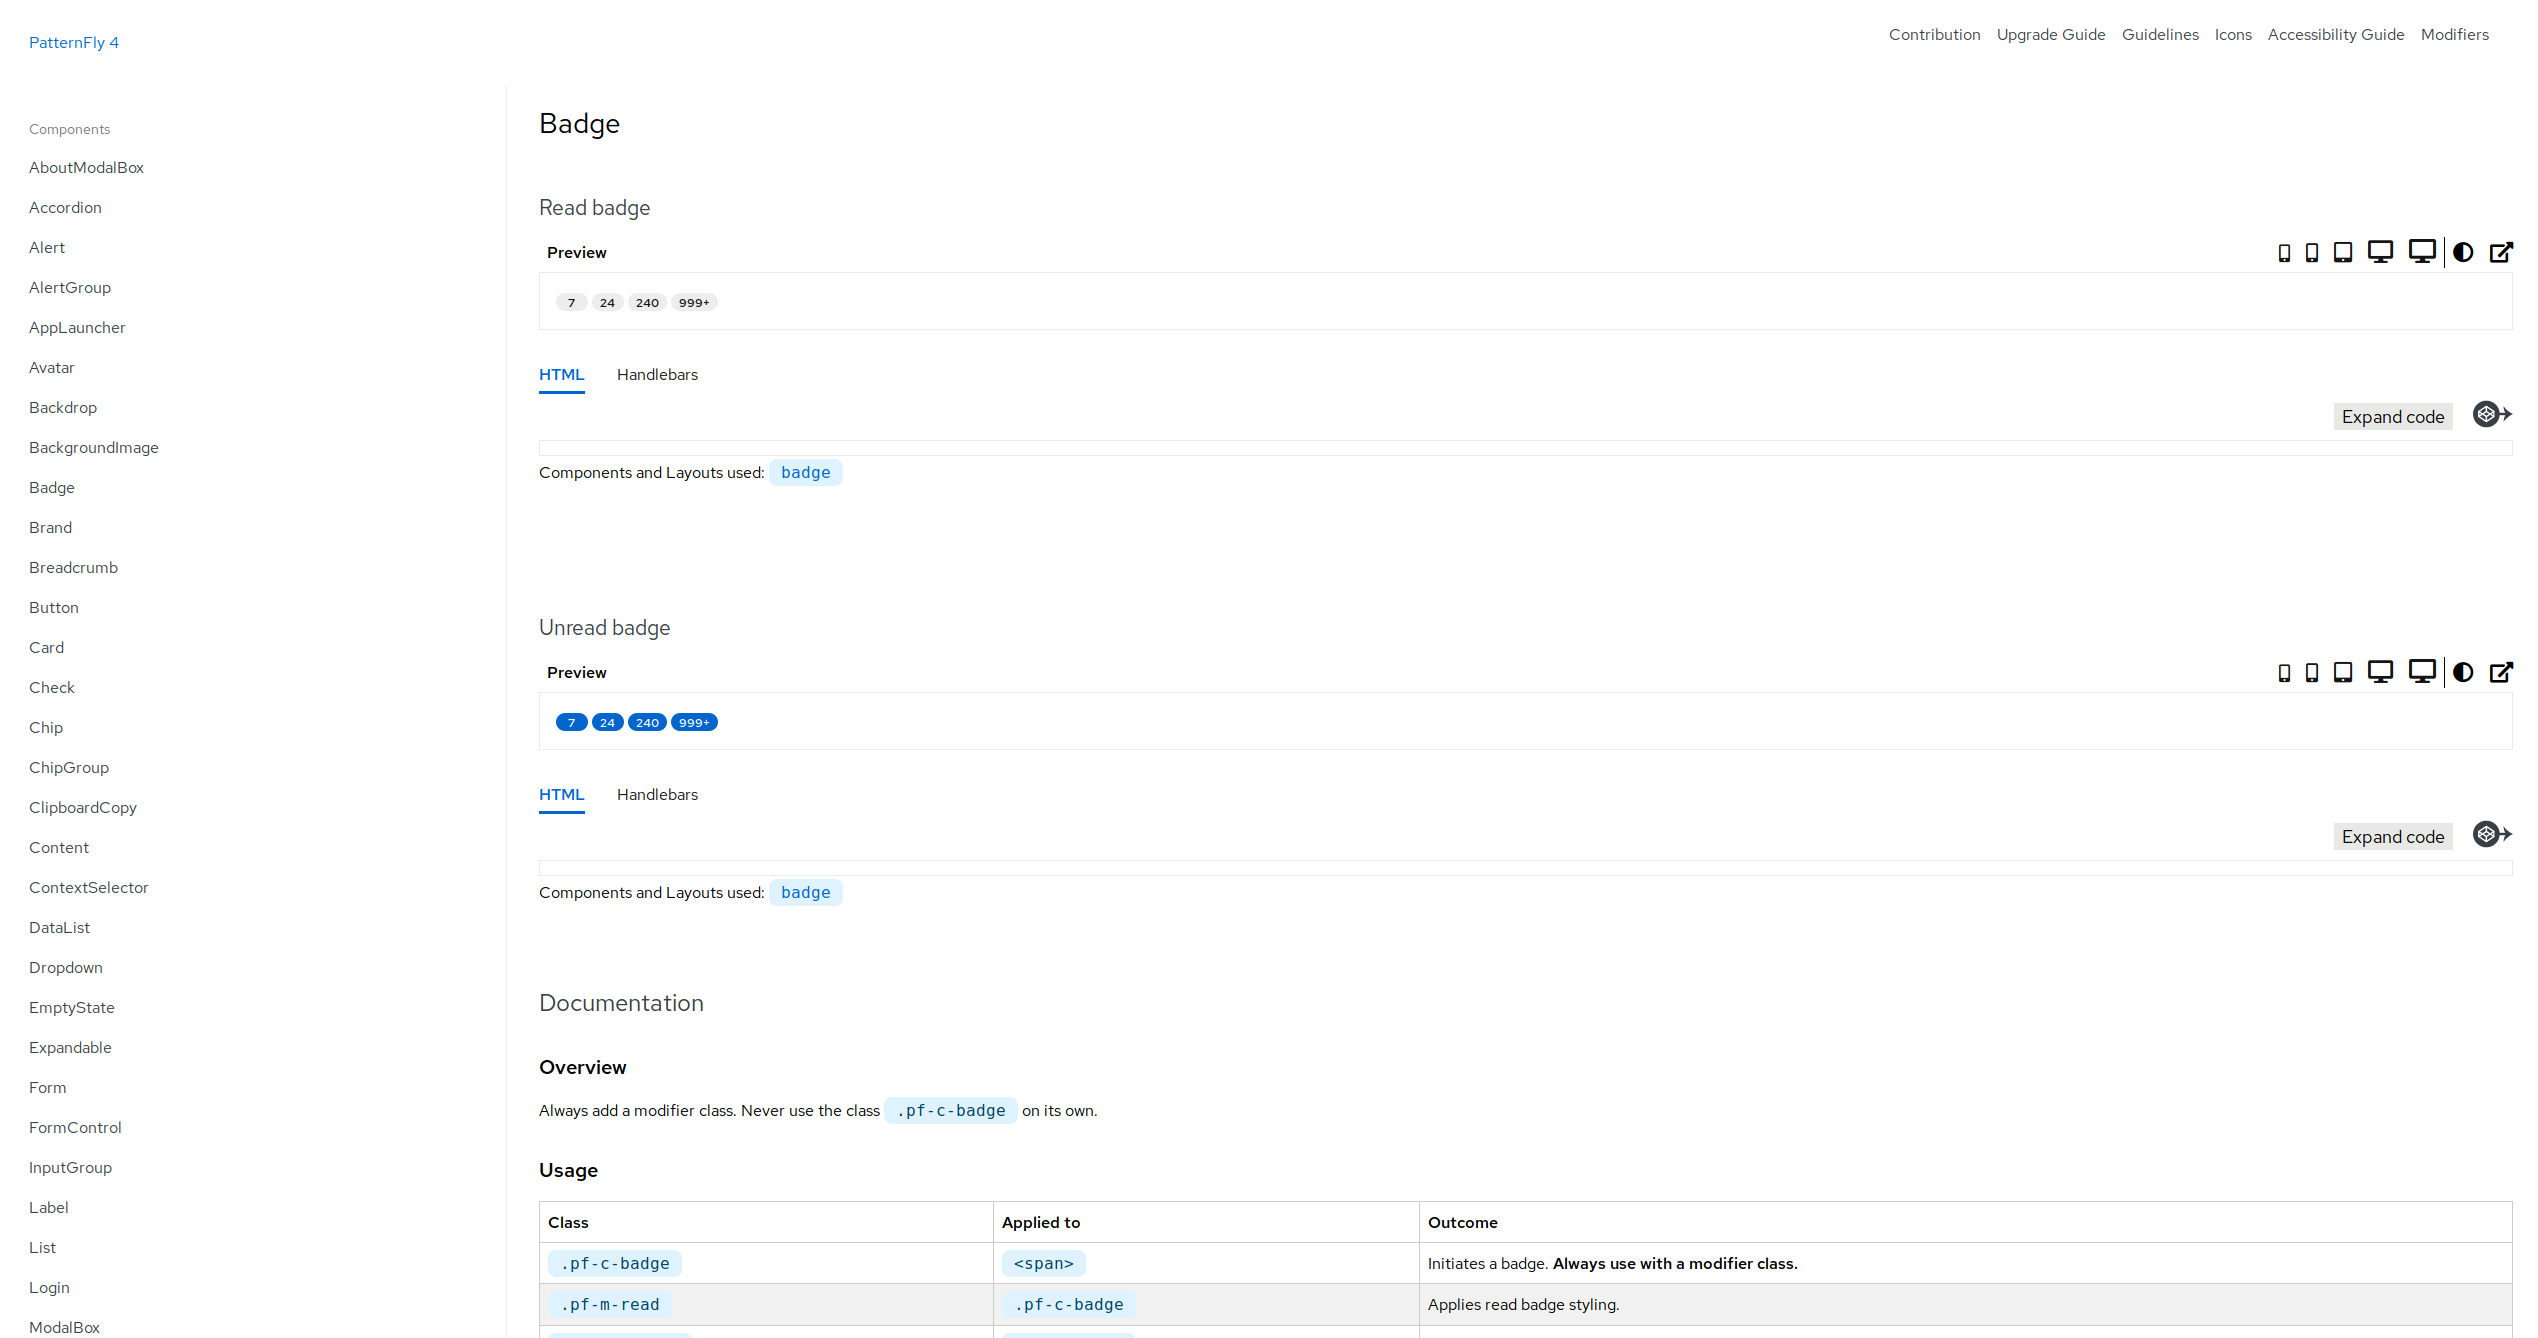 PatternFly 4
Contribution Upgrade Guide Guidelines Icons Accessibility Guide Modifiers
Components
AboutModalBox
Accordion
Alert
AlertGroup
AppLauncher
Avatar
Backdrop
BackgroundImage
Badge
Brand
Breadcrumb
Button
Card
Check
Chip
ChipGroup
ClipboardCopy
Content
ContextSelector
DataList
Dropdown
EmptyState
Expandable
Form
FormControl
InputGroup
Label
List
Login
ModalBox
Badge
Read badge
Preview
7 24 240 999+
HTML Handlebars
Expand code
Components and Layouts used: badge
Unread badge
Preview
7 24 240 999+
HTML Handlebars
Expand code
Components and Layouts used: badge
Documentation
Overview
Always add a modifier class. Never use the class .pf-c-badge on its own.
Usage
Class Applied to Outcome
.pf-c-badge <span> Initiates a badge. Always use with a modifier class.
.pf-m-read .pf-c-badge Applies read badge styling.